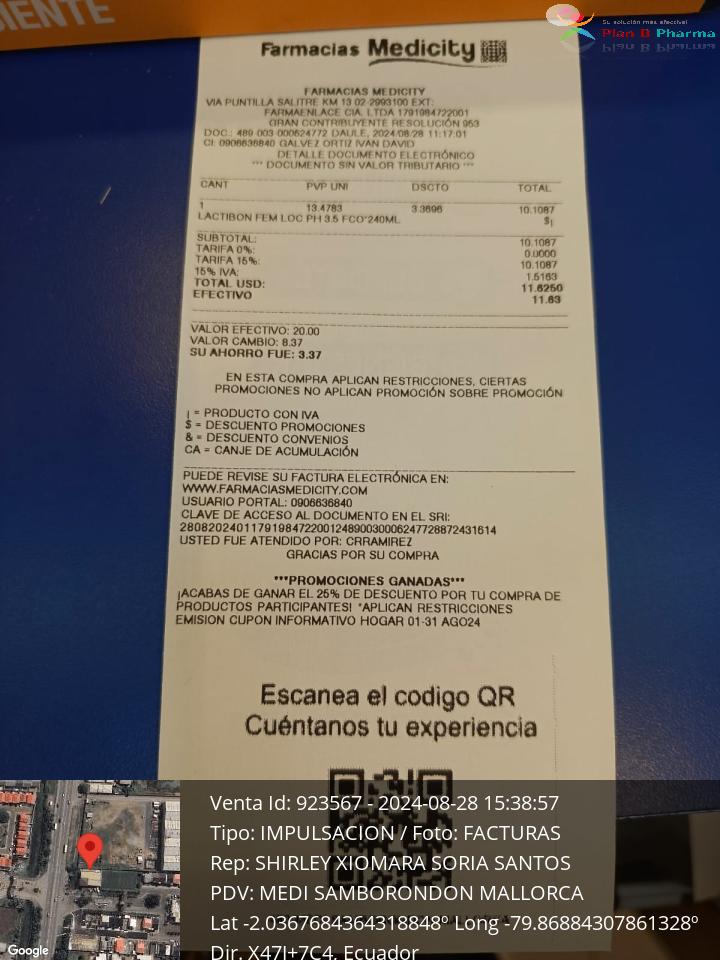 DIENTE
Su solución mas efectiva!
Plan B Pharma
Farmacias Medicity
FARMACIAS MEDICITY
VIA PUNTILLA SALITRE KM 13 02-2993100 EXT:
FARMAENLACE CIA. LTDA 1791984722001
GRAN CONTRIBUYENTE RESOLUCIÓN 953
DOC.: 489-003-000624772 DAULE, 2024/08/28 11:17:01
CI: 0906636840 GALVEZ ORTIZ IVAN DAVID
DETALLE DOCUMENTO ELECTRÓNICO
*** DOCUMENTO SIN VALOR TRIBUTARIO ***
CANT PVP UNI DSCTO TOTAL
1 13.4783 3.3696 10.1087
LACTIBON FEM LOC PH 3.5 FCO*240ML $¡
SUBTOTAL: 10.1087
TARIFA 0%: 0.0000
TARIFA 15%: 10.1087
15% IVA: 1.5163
TOTAL USD: 11.6250
EFECTIVO 11.63
VALOR EFECTIVO: 20.00
VALOR CAMBIO: 8.37
SU AHORRO FUE: 3.37
EN ESTA COMPRA APLICAN RESTRICCIONES, CIERTAS
PROMOCIONES NO APLICAN PROMOCIÓN SOBRE PROMOCIÓN
¡ = PRODUCTO CON IVA
$ = DESCUENTO PROMOCIONES
& = DESCUENTO CONVENIOS
CA = CANJE DE ACUMULACIÓN
PUEDE REVISE SU FACTURA ELECTRÓNICA EN:
WWW.FARMACIASMEDICITY.COM
USUARIO PORTAL: 0906636840
CLAVE DE ACCESO AL DOCUMENTO EN EL SRI:
2808202401179198472200124890030006247728872431614
USTED FUE ATENDIDO POR: CRRAMIREZ
GRACIAS POR SU COMPRA
***PROMOCIONES GANADAS***
¡ACABAS DE GANAR EL 25% DE DESCUENTO POR TU COMPRA DE
PRODUCTOS PARTICIPANTES! *APLICAN RESTRICCIONES
EMISION CUPON INFORMATIVO HOGAR 01-31 AGO24
Escanea el codigo QR
Cuéntanos tu experiencia
Venta Id: 923567 - 2024-08-28 15:38:57
Tipo: IMPULSACION / Foto: FACTURAS
Rep: SHIRLEY XIOMARA SORIA SANTOS
PDV: MEDI SAMBORONDON MALLORCA
Lat -2.0367684364318848º Long -79.86884307861328º
Dir. X47J+7C4, Ecuador
Google